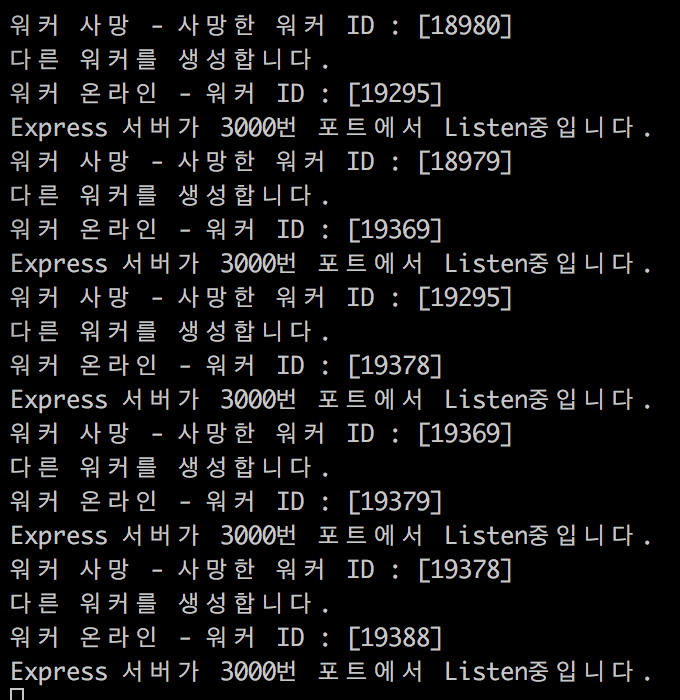 워커 사망 - 사망한 워커 ID : [18980]
다른 워커를 생성합니다.
워커 온라인 - 워커 ID : [19295]
Express 서버가 3000번 포트에서 Listen중입니다.
워커 사망 - 사망한 워커 ID : [18979]
다른 워커를 생성합니다.
워커 온라인 - 워커 ID : [19369]
Express 서버가 3000번 포트에서 Listen중입니다.
워커 사망 - 사망한 워커 ID : [19295]
다른 워커를 생성합니다.
워커 온라인 - 워커 ID : [19378]
Express 서버가 3000번 포트에서 Listen중입니다.
워커 사망 - 사망한 워커 ID : [19369]
다른 워커를 생성합니다.
워커 온라인 - 워커 ID : [19379]
Express 서버가 3000번 포트에서 Listen중입니다.
워커 사망 - 사망한 워커 ID : [19378]
다른 워커를 생성합니다.
워커 온라인 - 워커 ID : [19388]
Express 서버가 3000번 포트에서 Listen중입니다.